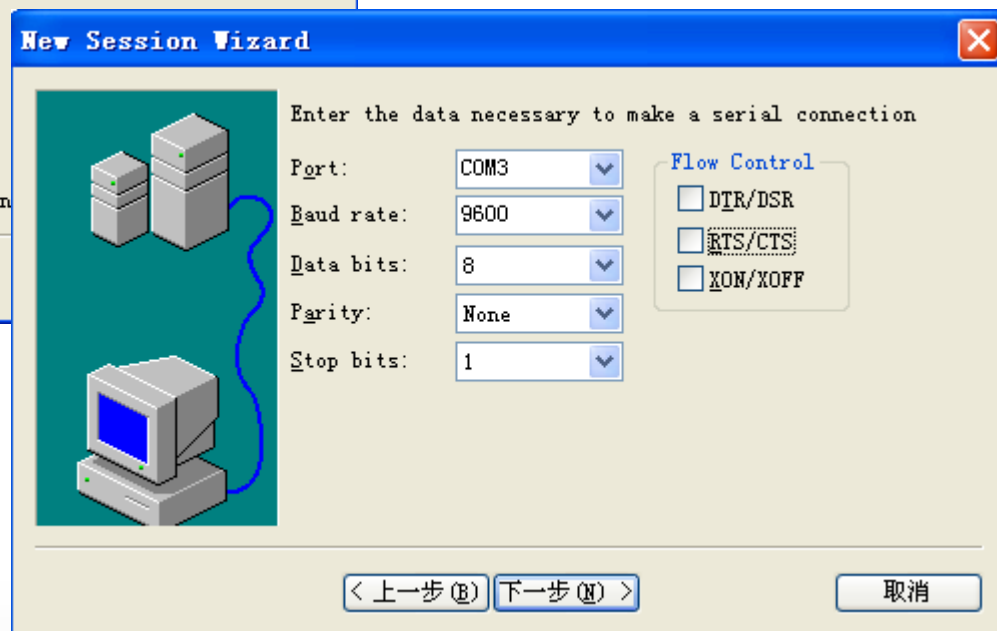 New Session Wizard
Enter the data necessary to make a serial connection
Port: COM3
Baud rate: 9600
Data bits: 8
Parity: None
Stop bits: 1
Flow Control
DTR/DSR
RTS/CTS
XON/XOFF
n
< 上一步(B) 下一步(N) > 取消